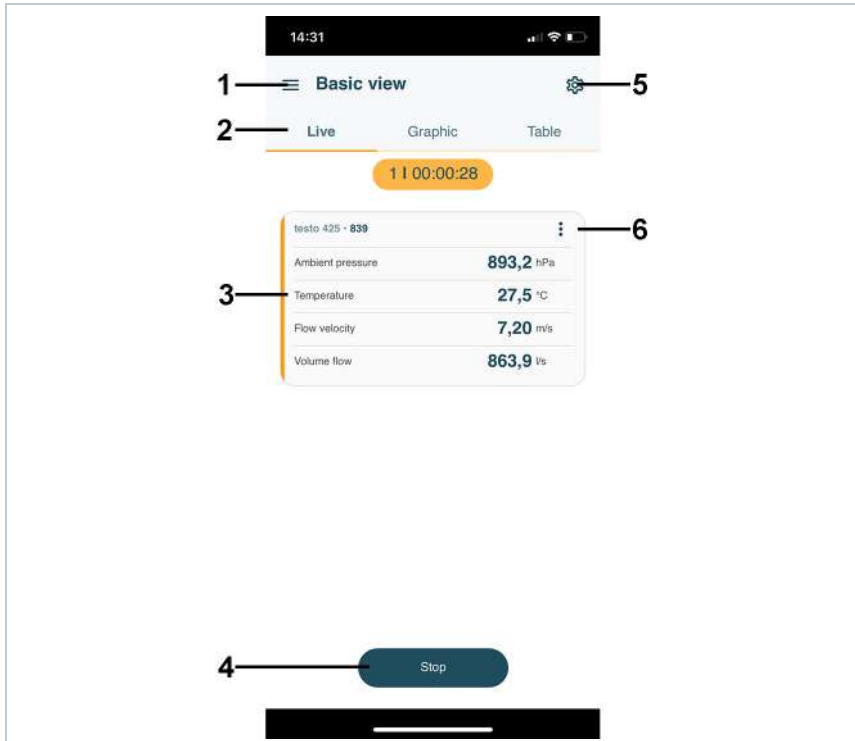 14:31
1 Basic view 5
2 Live Graphic Table
1 I 00:00:28
testo 425 - 839 6
Ambient pressure 893,2 hPa
3 Temperature 27,5 °C
Flow velocity 7,20 m/s
Volume flow 863,9 l/s
4 Stop